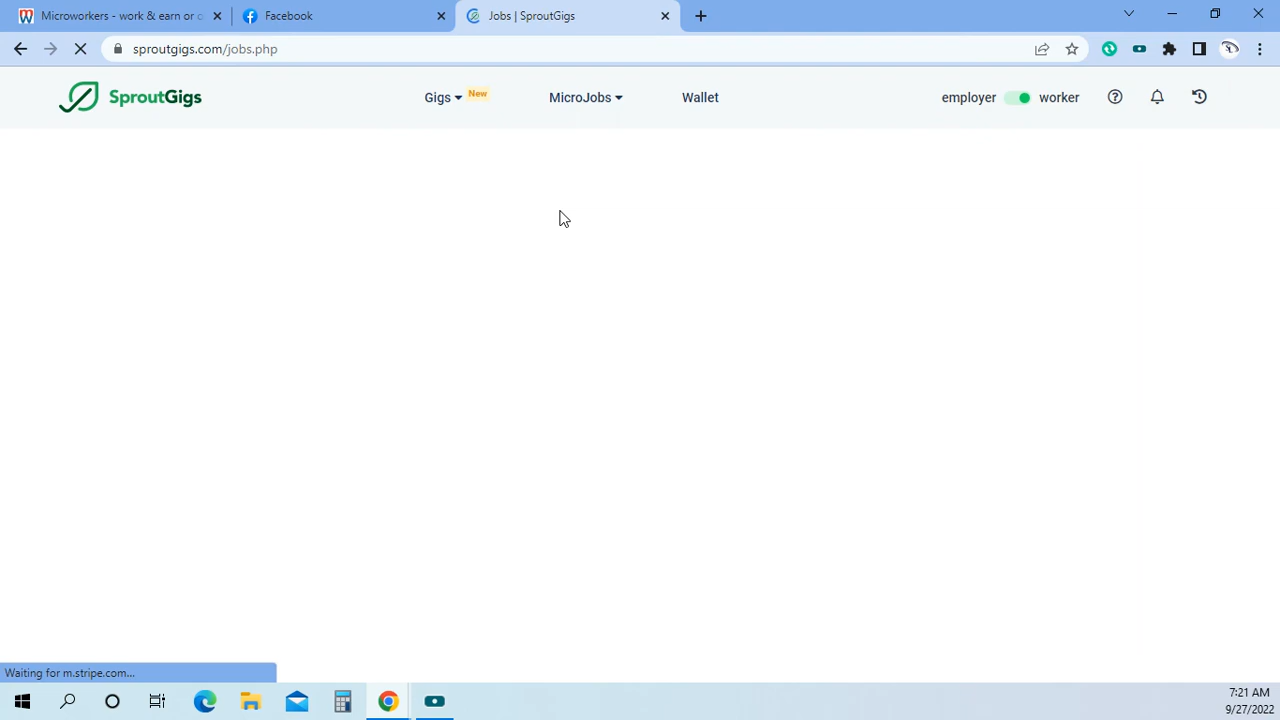 Microworkers - work & earn or c
Facebook
Jobs | SproutGigs
sproutgigs.com/jobs.php
SproutGigs
Gigs
New
MicroJobs
Wallet
employer
worker
Waiting for m.stripe.com...
7:21 AM
9/27/2022